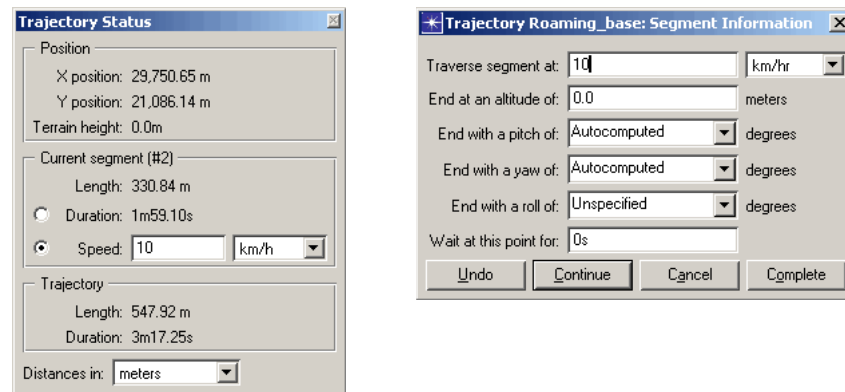 Trajectory Status
Position
X position: 29,750.65 m
Y position: 21,086.14 m
Terrain height: 0.0m
Current segment (#2)
Length: 330.84 m
Duration: 1m59.10s
Speed: 10 km/h
Trajectory
Length: 547.92 m
Duration: 3m17.25s
Distances in: meters
Trajectory Roaming_base: Segment Information
Traverse segment at: 10 km/hr
End at an altitude of: 0.0 meters
End with a pitch of: Autocomputed degrees
End with a yaw of: Autocomputed degrees
End with a roll of: Unspecified degrees
Wait at this point for: 0s
Undo Continue Cancel Complete